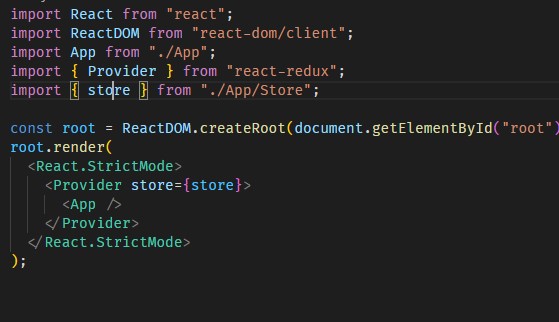 import React from "react";
import ReactDOM from "react-dom/client";
import App from "./App";
import { Provider } from "react-redux";
import { store } from "./App/Store";
const root = ReactDOM.createRoot(document.getElementById("root")
root.render(
<React.StrictMode>
<Provider store={store}>
<App />
</Provider>
</React.StrictMode>
);